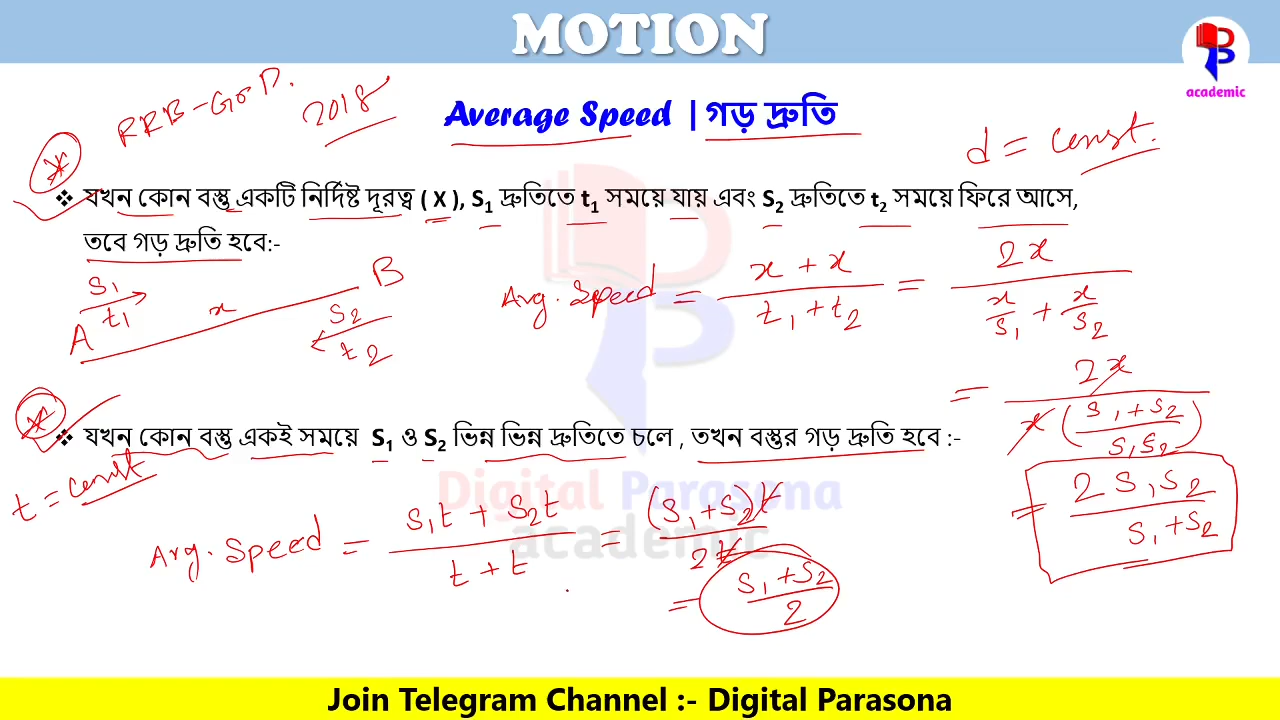 MOTION
academic
RRB-Gr D. 2018
Average Speed | গড় দ্রুতি
d = const.
❖ যখন কোন বস্তু একটি নির্দিষ্ট দূরত্ব ( X ), S₁ দ্রুতিতে t₁ সময়ে যায় এবং S₂ দ্রুতিতে t₂ সময়ে ফিরে আসে,
তবে গড় দ্রুতি হবে:-
A S₁ t₁ x S₂ t₂ B
Avg. Speed = (x + x)/(t₁ + t₂) = 2x/(x/S₁ + x/S₂)
= 2x/(x((S₁+S₂)/(S₁S₂)))
= 2S₁S₂/(S₁+S₂)
❖ যখন কোন বস্তু একই সময়ে S₁ ও S₂ ভিন্ন ভিন্ন দ্রুতিতে চলে , তখন বস্তুর গড় দ্রুতি হবে :-
t = const
Digital Parasona
academic
Avg. Speed = (S₁t + S₂t)/(t + t) = (S₁+S₂)t/2t
= (S₁+S₂)/2
Join Telegram Channel :- Digital Parasona